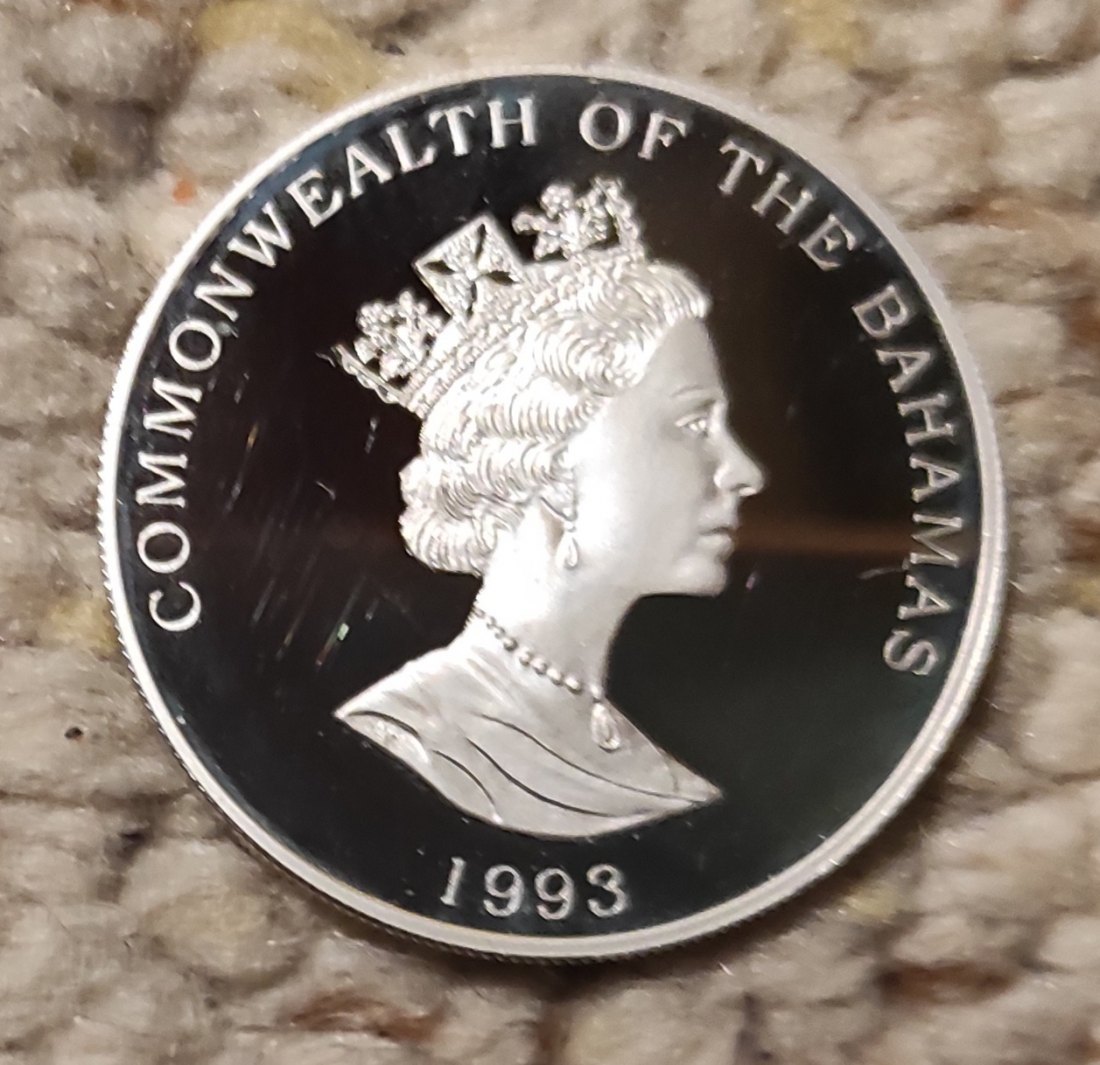 COMMONWEALTH OF THE BAHAMAS
1993